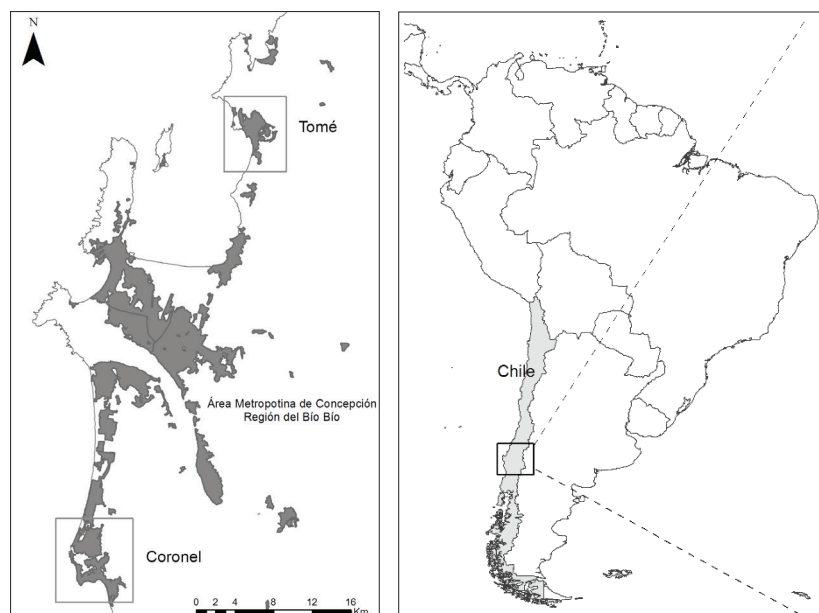 N
Tomé
Área Metropotina de Concepción
Región del Bío Bío
Coronel
0 2 4 8 12 16
Km
Chile